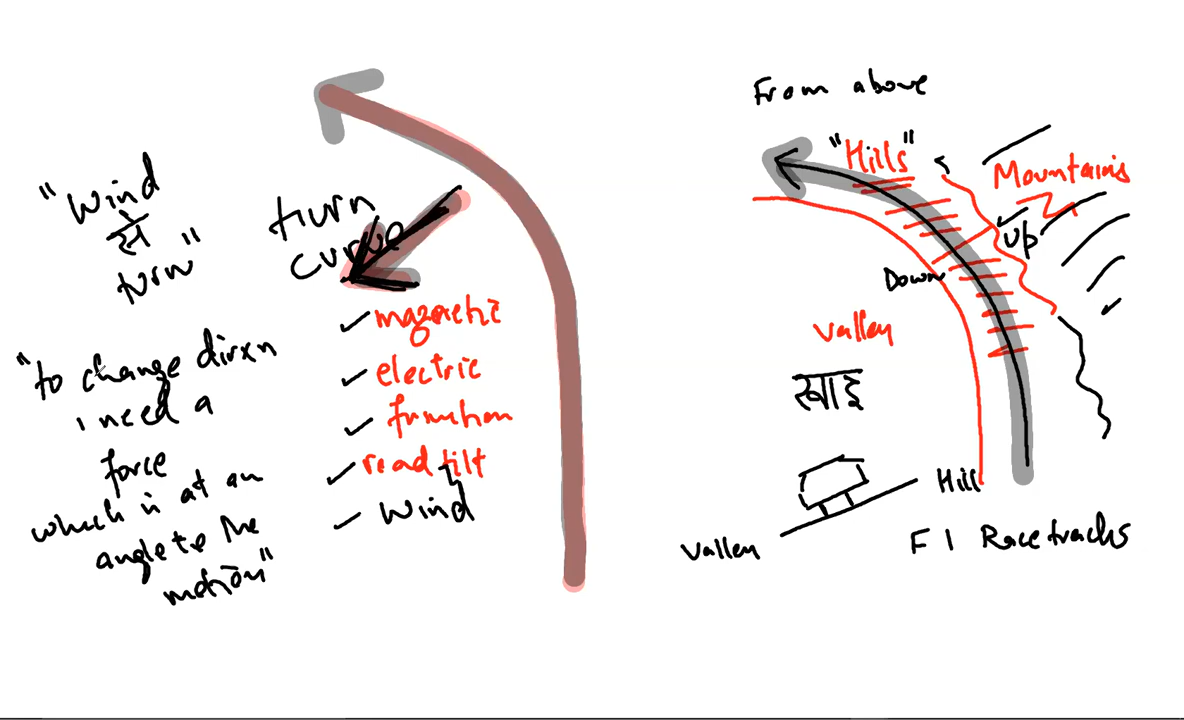 "Wind
से
turn"
turn
curve
magnetic
electric
friction
road tilt
Wind
"to change dirxn
I need a
force
which is at an
angle to the
motion"
From above
"Hills"
Mountains
up
Down
Valley
खाई
Hill
Valley
F1 Racetracks